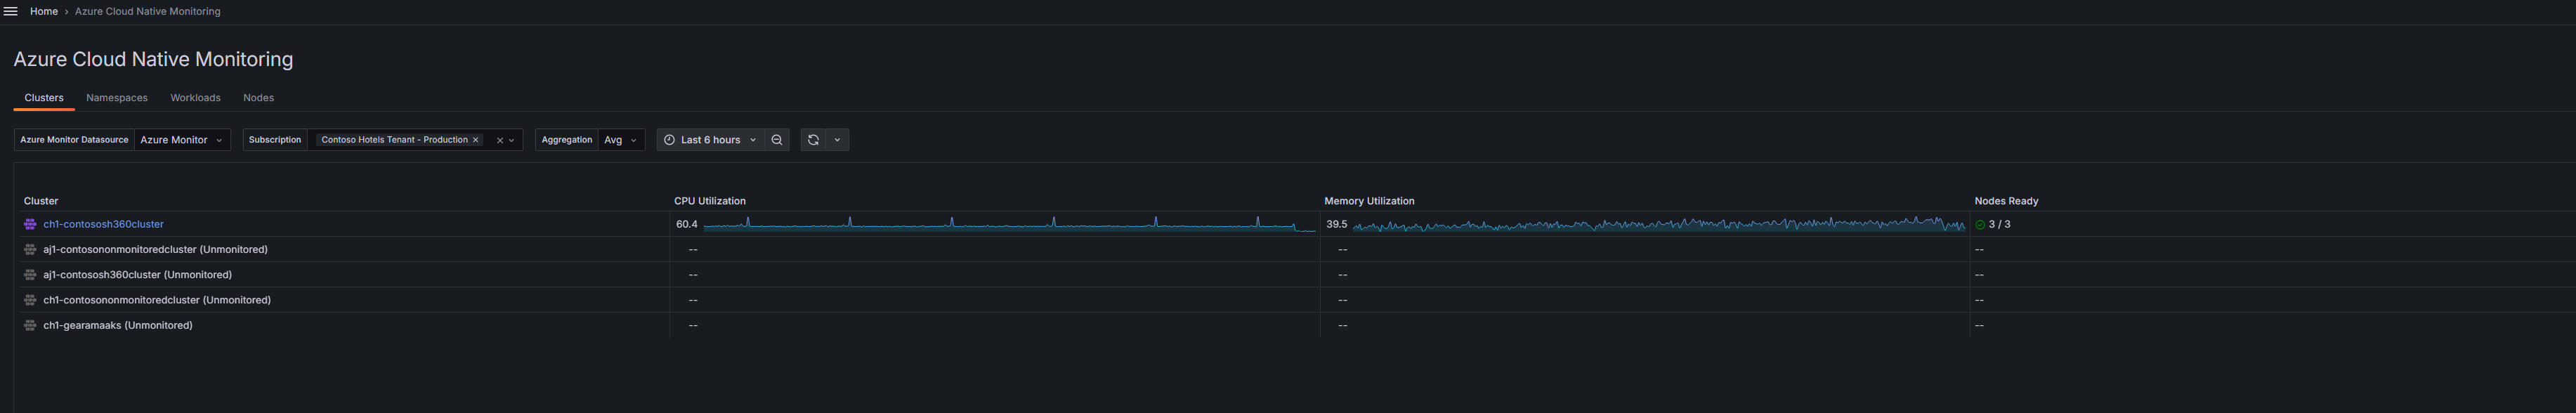 Home › Azure Cloud Native Monitoring
Azure Cloud Native Monitoring
Clusters Namespaces Workloads Nodes
Azure Monitor Datasource Azure Monitor Subscription Contoso Hotels Tenant - Production Aggregation Avg Last 6 hours
Cluster CPU Utilization Memory Utilization Nodes Ready
ch1-contososh360cluster 60.4 39.5 3 / 3
aj1-contosononmonitoredcluster (Unmonitored) -- -- --
aj1-contososh360cluster (Unmonitored) -- -- --
ch1-contosononmonitoredcluster (Unmonitored) -- -- --
ch1-gearamaaks (Unmonitored) -- -- --